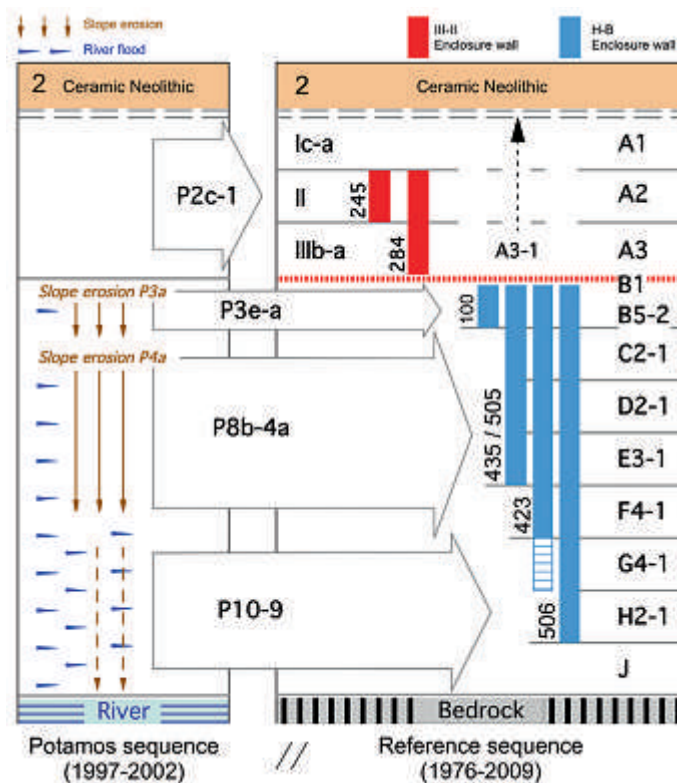 Slope erosion
River flood
III-II
Enclosure wall
H-B
Enclosure wall
2 Ceramic Neolithic
2 Ceramic Neolithic
P2c-1
Ic-a
A1
II
245
A2
IIIb-a
284
A3-1
A3
B1
Slope erosion P3a
P3e-a
100
B5-2
Slope erosion P4a
C2-1
P8b-4a
435 / 505
D2-1
E3-1
423
F4-1
G4-1
P10-9
506
H2-1
J
River
Bedrock
Potamos sequence
(1997-2002)
//
Reference sequence
(1976-2009)